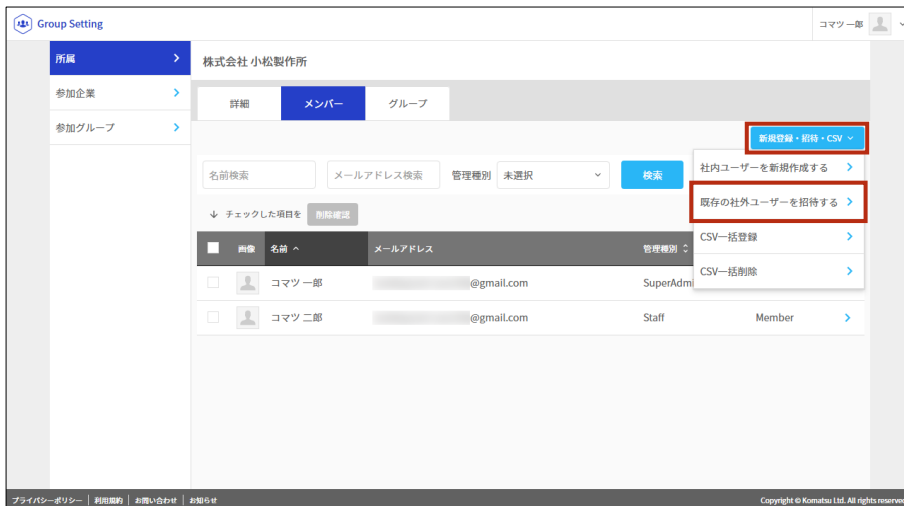 Group Setting
コマツ 一郎
所属
参加企業
参加グループ
株式会社 小松製作所
詳細
メンバー
グループ
新規登録・招待・CSV
社内ユーザーを新規作成する
既存の社外ユーザーを招待する
CSV一括登録
CSV一括削除
名前検索
メールアドレス検索
管理種別
未選択
検索
チェックした項目を
削除確認
画像
名前
メールアドレス
管理種別
コマツ 一郎
@gmail.com
SuperAdmi
コマツ 二郎
@gmail.com
Staff
Member
プライバシーポリシー | 利用規約 | お問い合わせ | お知らせ
Copyright © Komatsu Ltd. All rights reserved